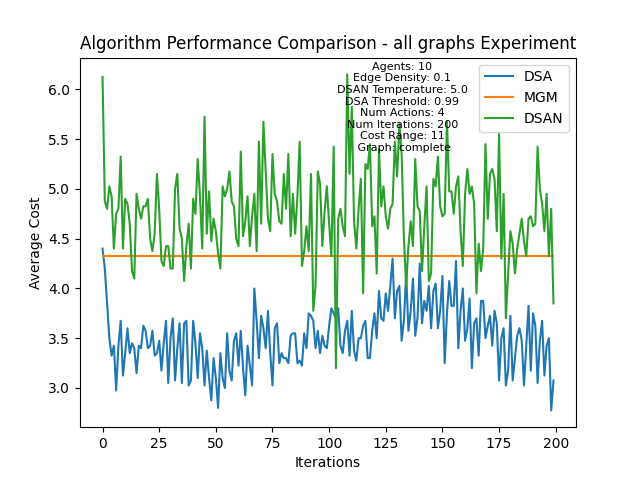 Algorithm Performance Comparison - all graphs Experiment
Agents: 10
Edge Density: 0.1
DSAN Temperature: 5.0
DSA Threshold: 0.99
Num Actions: 4
Num Iterations: 200
Cost Range: 11
Graph: complete
DSA
MGM
DSAN
Average Cost
6.0
5.5
5.0
4.5
4.0
3.5
3.0
0
25
50
75
100
125
150
175
200
Iterations